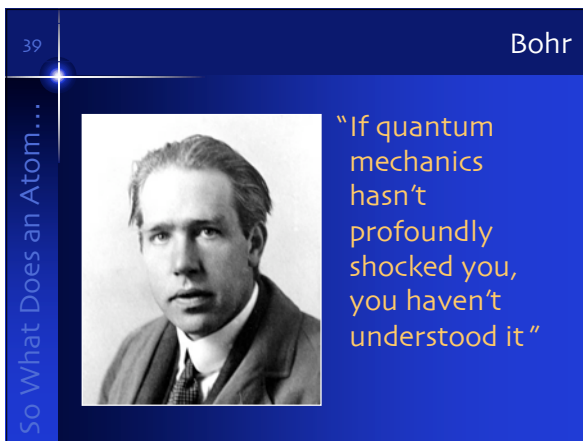 39
Bohr
So What Does an Atom...
“If quantum
mechanics
hasn’t
profoundly
shocked you,
you haven’t
understood it”